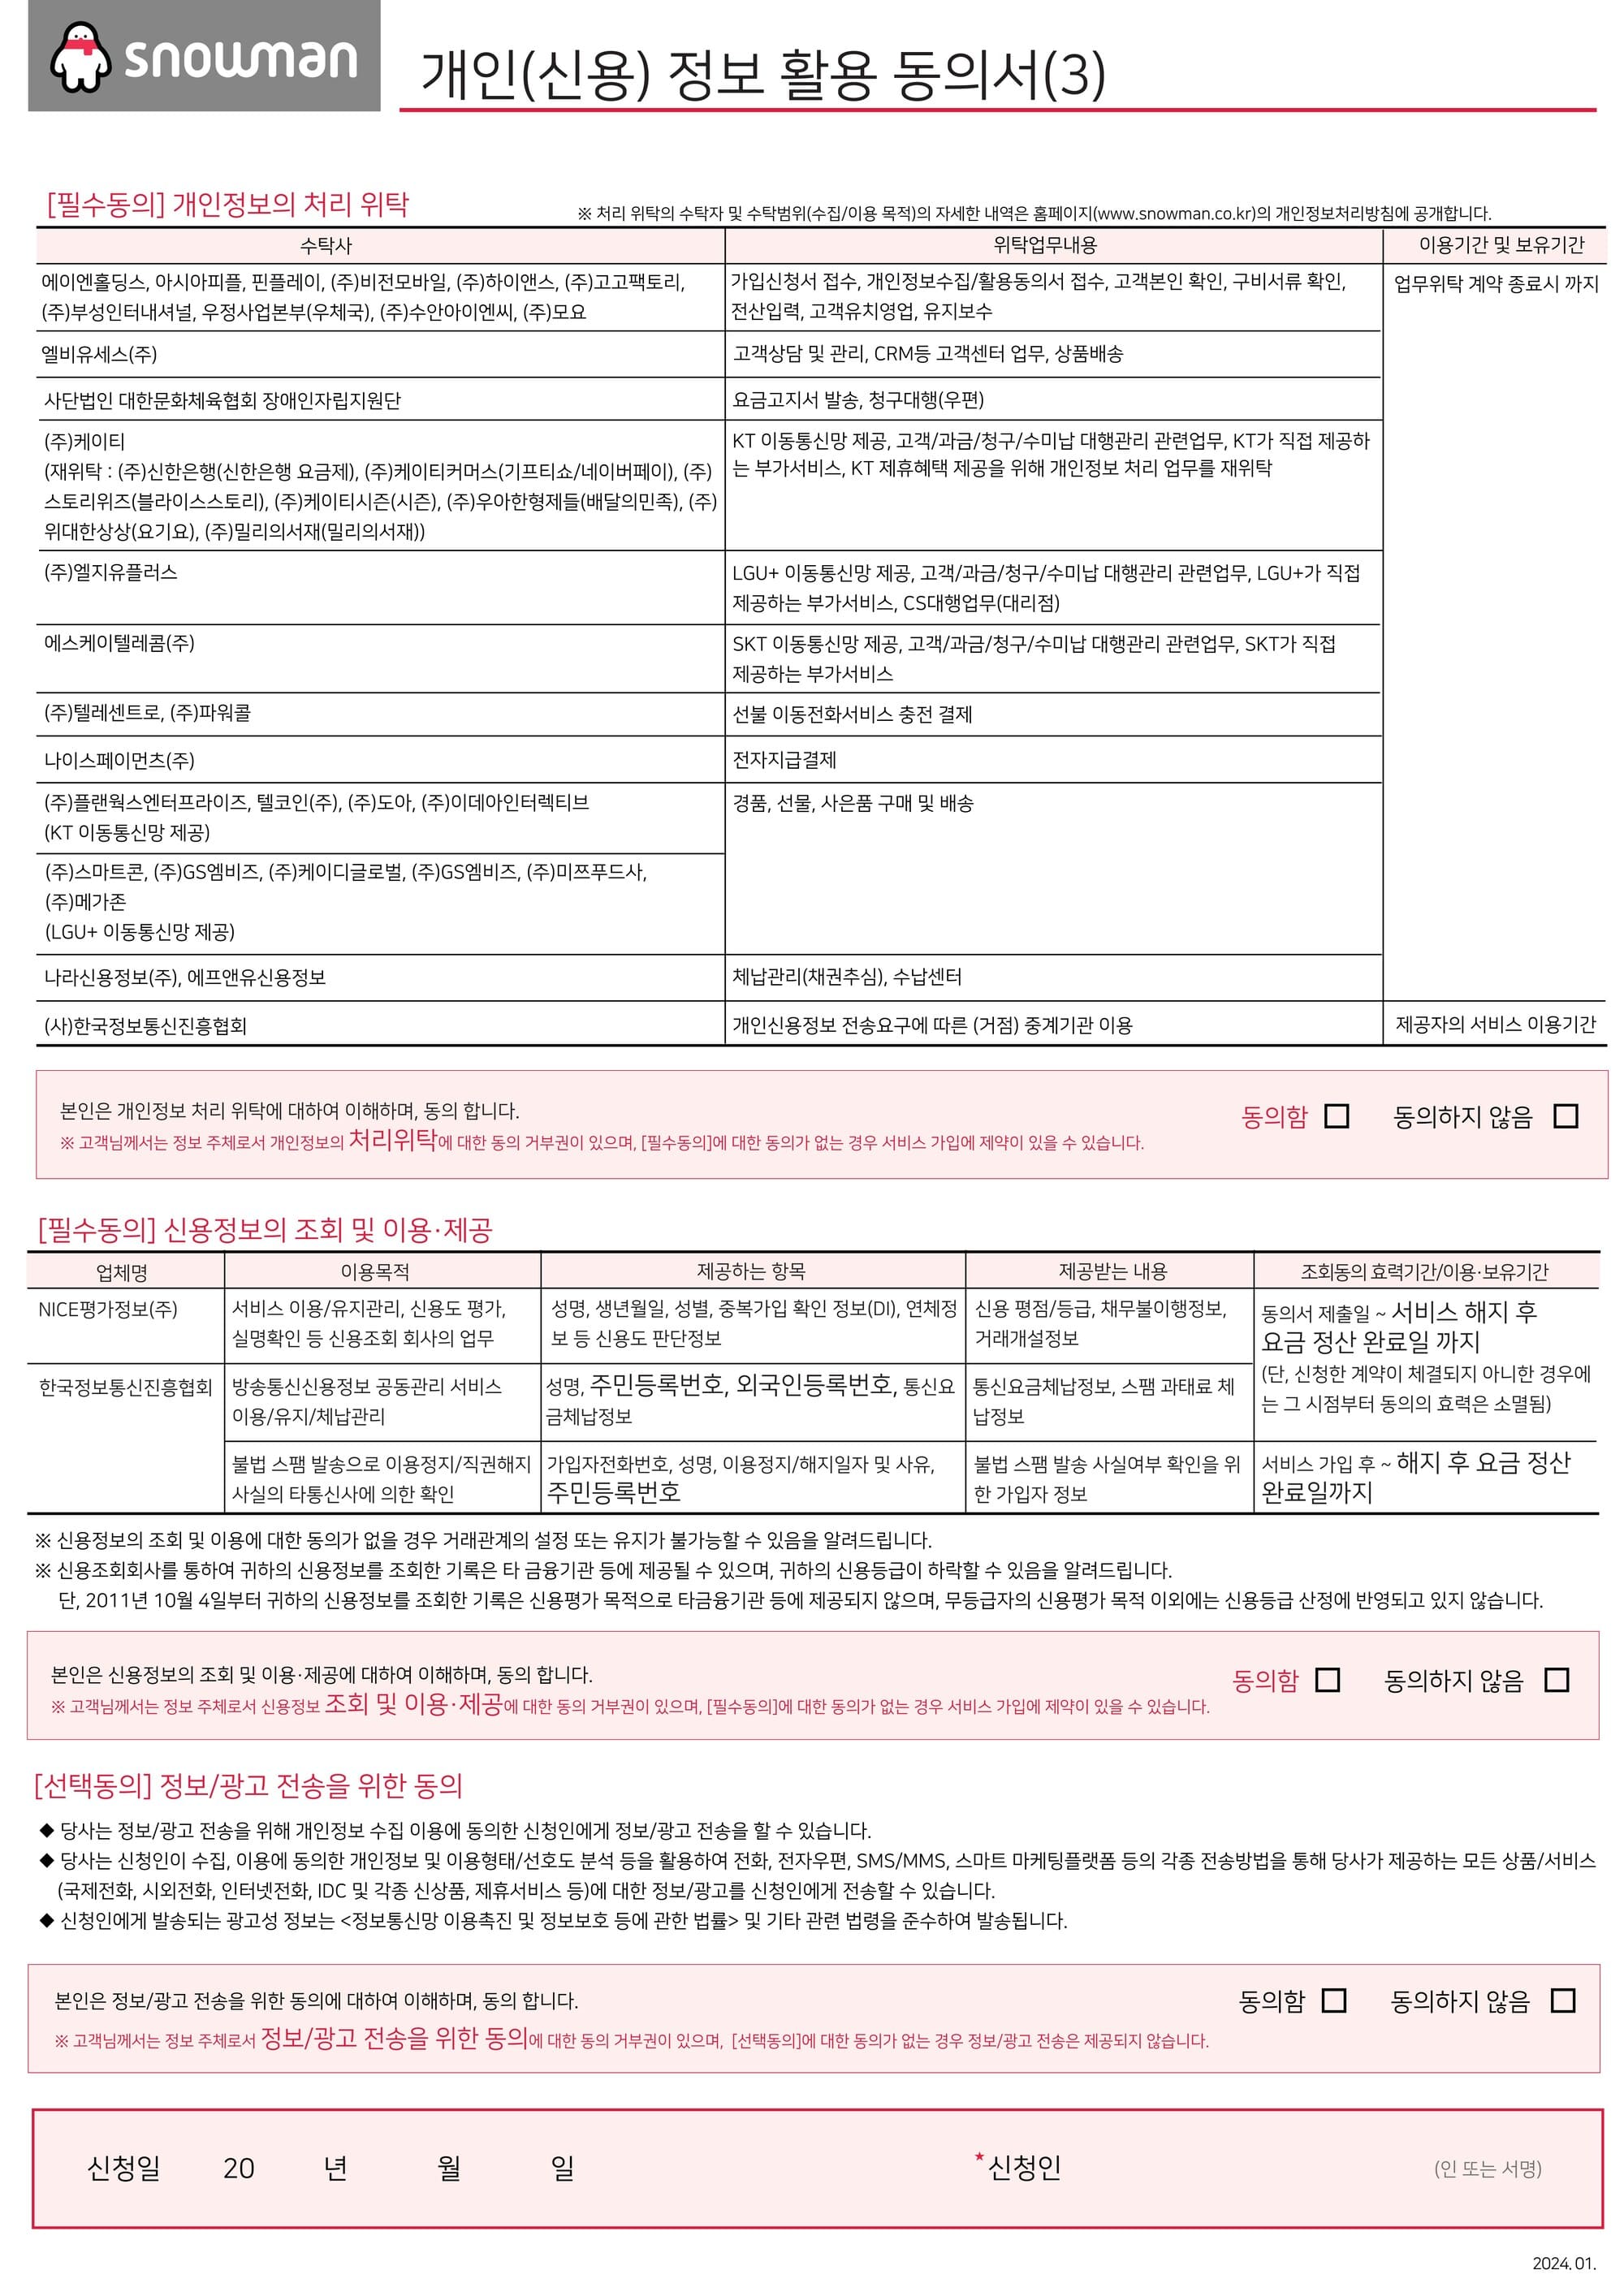 snowman
개인(신용) 정보 활용 동의서(3)
[필수동의] 개인정보의 처리 위탁
※ 처리 위탁의 수탁자 및 수탁범위(수집/이용 목적)의 자세한 내역은 홈페이지(www.snowman.co.kr)의 개인정보처리방침에 공개합니다.
수탁사 위탁업무내용 이용기간 및 보유기간
에이엔홀딩스, 아시아피플, 핀플레이, (주)비전모바일, (주)하이앤스, (주)고고팩토리,
(주)부성인터내셔널, 우정사업본부(우체국), (주)수안아이엔씨, (주)모요
가입신청서 접수, 개인정보수집/활용동의서 접수, 고객본인 확인, 구비서류 확인,
전산입력, 고객유치영업, 유지보수
업무위탁 계약 종료시 까지
엘비유세스(주)
고객상담 및 관리, CRM등 고객센터 업무, 상품배송
사단법인 대한문화체육협회 장애인자립지원단
요금고지서 발송, 청구대행(우편)
(주)케이티
(재위탁 : (주)신한은행(신한은행 요금제), (주)케이티커머스(기프티쇼/네이버페이), (주)
스토리위즈(블라이스스토리), (주)케이티시즌(시즌), (주)우아한형제들(배달의민족), (주)
위대한상상(요기요), (주)밀리의서재(밀리의서재))
KT 이동통신망 제공, 고객/과금/청구/수미납 대행관리 관련업무, KT가 직접 제공하
는 부가서비스, KT 제휴혜택 제공을 위해 개인정보 처리 업무를 재위탁
(주)엘지유플러스
LGU+ 이동통신망 제공, 고객/과금/청구/수미납 대행관리 관련업무, LGU+가 직접
제공하는 부가서비스, CS대행업무(대리점)
에스케이텔레콤(주)
SKT 이동통신망 제공, 고객/과금/청구/수미납 대행관리 관련업무, SKT가 직접
제공하는 부가서비스
(주)텔레센트로, (주)파워콜
선불 이동전화서비스 충전 결제
나이스페이먼츠(주)
전자지급결제
(주)플랜웍스엔터프라이즈, 텔코인(주), (주)도아, (주)이데아인터렉티브
(KT 이동통신망 제공)
경품, 선물, 사은품 구매 및 배송
(주)스마트콘, (주)GS엠비즈, (주)케이디글로벌, (주)GS엠비즈, (주)미쯔푸드사,
(주)메가존
(LGU+ 이동통신망 제공)
나라신용정보(주), 에프앤유신용정보
체납관리(채권추심), 수납센터
(사)한국정보통신진흥협회
개인신용정보 전송요구에 따른 (거점) 중계기관 이용
제공자의 서비스 이용기간
본인은 개인정보 처리 위탁에 대하여 이해하며, 동의 합니다.
동의함 동의하지 않음
※ 고객님께서는 정보 주체로서 개인정보의 처리위탁에 대한 동의 거부권이 있으며, [필수동의]에 대한 동의가 없는 경우 서비스 가입에 제약이 있을 수 있습니다.
[필수동의] 신용정보의 조회 및 이용·제공
업체명 이용목적 제공하는 항목 제공받는 내용 조회동의 효력기간/이용·보유기간
NICE평가정보(주)
서비스 이용/유지관리, 신용도 평가,
실명확인 등 신용조회 회사의 업무
성명, 생년월일, 성별, 중복가입 확인 정보(DI), 연체정
보 등 신용도 판단정보
신용 평점/등급, 채무불이행정보,
거래개설정보
동의서 제출일 ~ 서비스 해지 후
요금 정산 완료일 까지
(단, 신청한 계약이 체결되지 아니한 경우에
는 그 시점부터 동의의 효력은 소멸됨)
한국정보통신진흥협회
방송통신신용정보 공동관리 서비스
이용/유지/체납관리
성명, 주민등록번호, 외국인등록번호, 통신요
금체납정보
통신요금체납정보, 스팸 과태료 체
납정보
불법 스팸 발송으로 이용정지/직권해지
사실의 타통신사에 의한 확인
가입자전화번호, 성명, 이용정지/해지일자 및 사유,
주민등록번호
불법 스팸 발송 사실여부 확인을 위
한 가입자 정보
서비스 가입 후 ~ 해지 후 요금 정산
완료일까지
※ 신용정보의 조회 및 이용에 대한 동의가 없을 경우 거래관계의 설정 또는 유지가 불가능할 수 있음을 알려드립니다.
※ 신용조회회사를 통하여 귀하의 신용정보를 조회한 기록은 타 금융기관 등에 제공될 수 있으며, 귀하의 신용등급이 하락할 수 있음을 알려드립니다.
단, 2011년 10월 4일부터 귀하의 신용정보를 조회한 기록은 신용평가 목적으로 타금융기관 등에 제공되지 않으며, 무등급자의 신용평가 목적 이외에는 신용등급 산정에 반영되고 있지 않습니다.
본인은 신용정보의 조회 및 이용·제공에 대하여 이해하며, 동의 합니다.
동의함 동의하지 않음
※ 고객님께서는 정보 주체로서 신용정보 조회 및 이용·제공에 대한 동의 거부권이 있으며, [필수동의]에 대한 동의가 없는 경우 서비스 가입에 제약이 있을 수 있습니다.
[선택동의] 정보/광고 전송을 위한 동의
◆ 당사는 정보/광고 전송을 위해 개인정보 수집 이용에 동의한 신청인에게 정보/광고 전송을 할 수 있습니다.
◆ 당사는 신청인이 수집, 이용에 동의한 개인정보 및 이용형태/선호도 분석 등을 활용하여 전화, 전자우편, SMS/MMS, 스마트 마케팅플랫폼 등의 각종 전송방법을 통해 당사가 제공하는 모든 상품/서비스
(국제전화, 시외전화, 인터넷전화, IDC 및 각종 신상품, 제휴서비스 등)에 대한 정보/광고를 신청인에게 전송할 수 있습니다.
◆ 신청인에게 발송되는 광고성 정보는 <정보통신망 이용촉진 및 정보보호 등에 관한 법률> 및 기타 관련 법령을 준수하여 발송됩니다.
본인은 정보/광고 전송을 위한 동의에 대하여 이해하며, 동의 합니다.
동의함 동의하지 않음
※ 고객님께서는 정보 주체로서 정보/광고 전송을 위한 동의에 대한 동의 거부권이 있으며, [선택동의]에 대한 동의가 없는 경우 정보/광고 전송은 제공되지 않습니다.
신청일 20 년 월 일 *신청인 (인 또는 서명)
2024. 01.